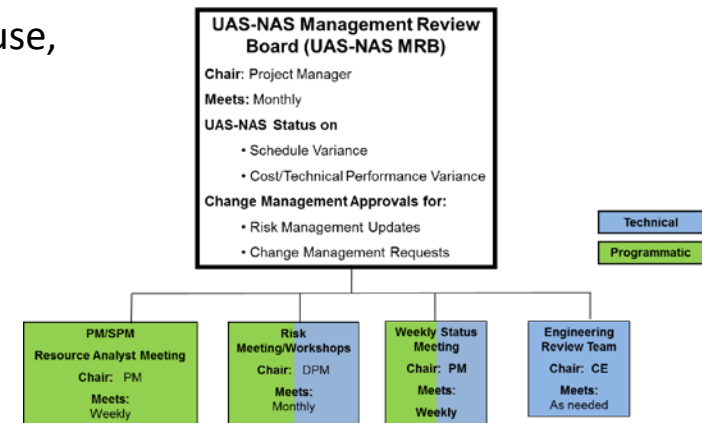 use,
UAS-NAS Management Review
Board (UAS-NAS MRB)
Chair: Project Manager
Meets: Monthly
UAS-NAS Status on
• Schedule Variance
• Cost/Technical Performance Variance
Change Management Approvals for:
• Risk Management Updates
• Change Management Requests
Technical
Programmatic
PM/SPM
Resource Analyst Meeting
Chair: PM
Meets:
Weekly
Risk
Meeting/Workshops
Chair: DPM
Meets:
Monthly
Weekly Status
Meeting
Chair: PM
Meets:
Weekly
Engineering
Review Team
Chair: CE
Meets:
As needed